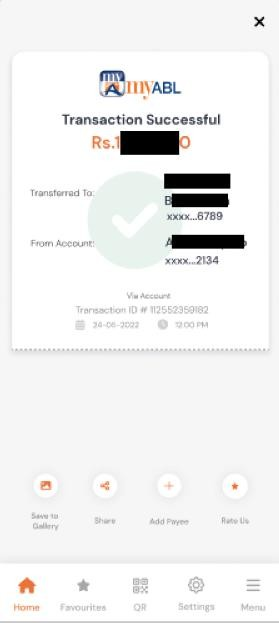 my
myABL
Transaction Successful
Rs.1 0
Transferred To:
B
xxxx...6789
From Account:
A
xxxx...2134
Via Account
Transaction ID # 112552359182
24-06-2022 12:00 PM
Save to
Gallery
Share
Add Payee
Rate Us
Home
Favourites
QR
Settings
Menu